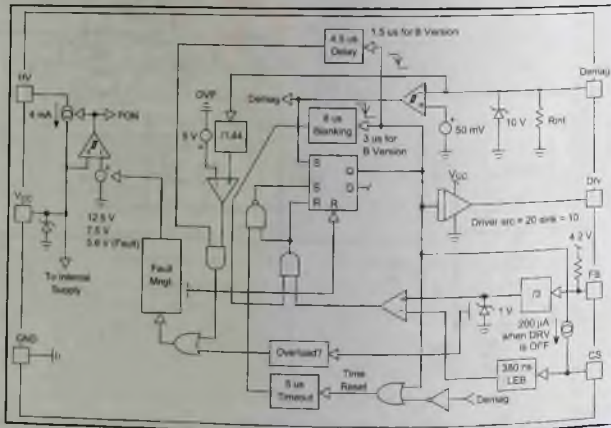 4.5 us
Delay
1.5 us for B Version
HV
Demag
OVP
Demag
4 mA
PON
8 us
Blanking
5 V
/1.44
3 us for
B Version
50 mV
10 V
Rint
S
Q
S
R
R
VCC
DRV
VCC
12.5 V
7.5 V
5.6 V (Fault)
Driver src = 20 sink = 10
4.2 V
To Internal
Supply
Fault
Mngt.
/3
FB
1 V
200 µA
when DRV
is OFF
GND
Overload?
380 ns
LEB
CS
Time
Reset
5 us
Timeout
Demag